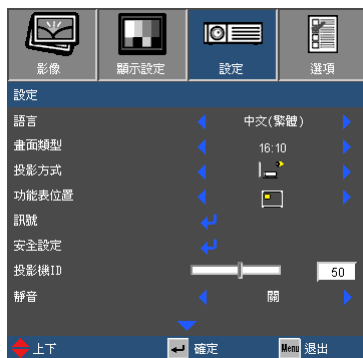 影像 顯示設定 設定 選項
設定
語言 中文(繁體)
畫面類型 16:10
投影方式
功能表位置
訊號
安全設定
投影機ID 50
靜音 關
上下 確定 Menu 退出